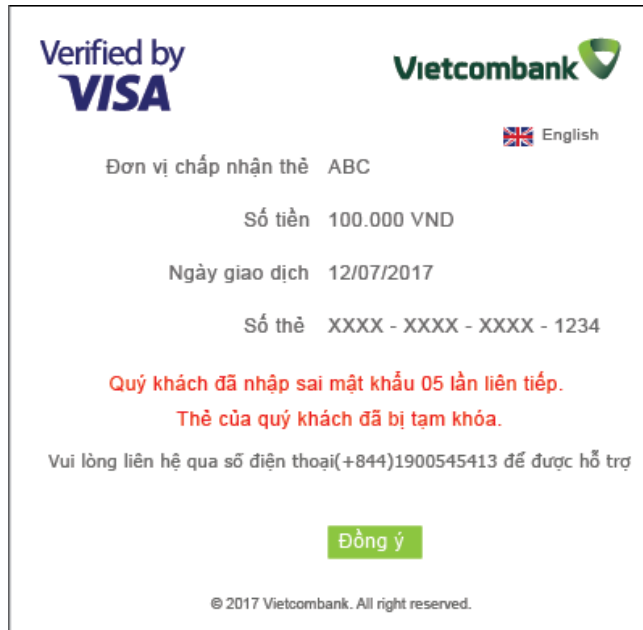 Verified by
VISA
Vietcombank
English
Đơn vị chấp nhận thẻ ABC
Số tiền 100.000 VND
Ngày giao dịch 12/07/2017
Số thẻ XXXX - XXXX - XXXX - 1234
Quý khách đã nhập sai mật khẩu 05 lần liên tiếp.
Thẻ của quý khách đã bị tạm khóa.
Vui lòng liên hệ qua số điện thoại(+844)1900545413 để được hỗ trợ
Đồng ý
© 2017 Vietcombank. All right reserved.